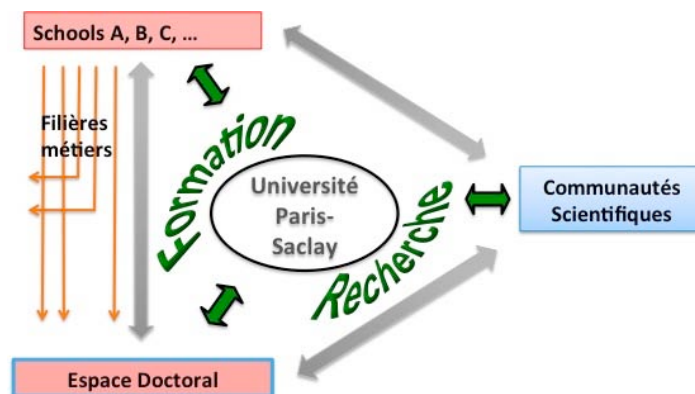 Schools A, B, C, ...
Filières
métiers
Formation
Université
Paris-
Saclay
Recherche
Communautés
Scientifiques
Espace Doctoral